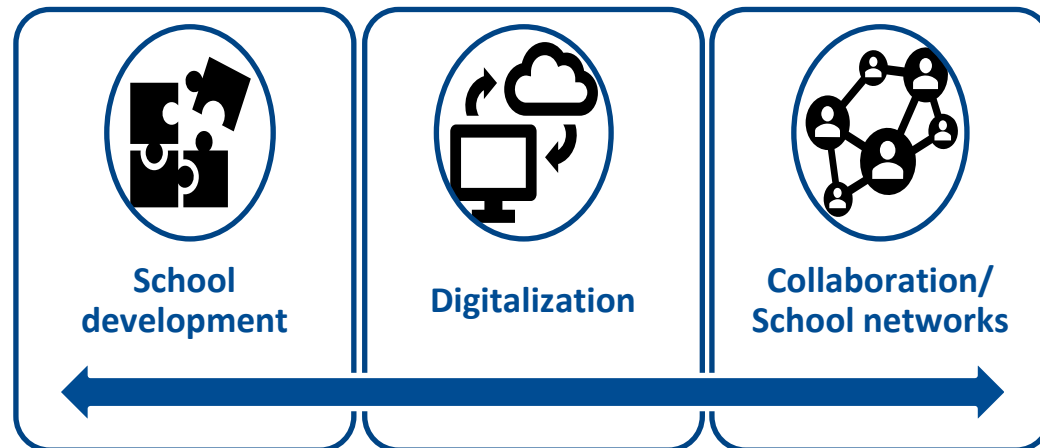 School
development
Digitalization
Collaboration/
School networks